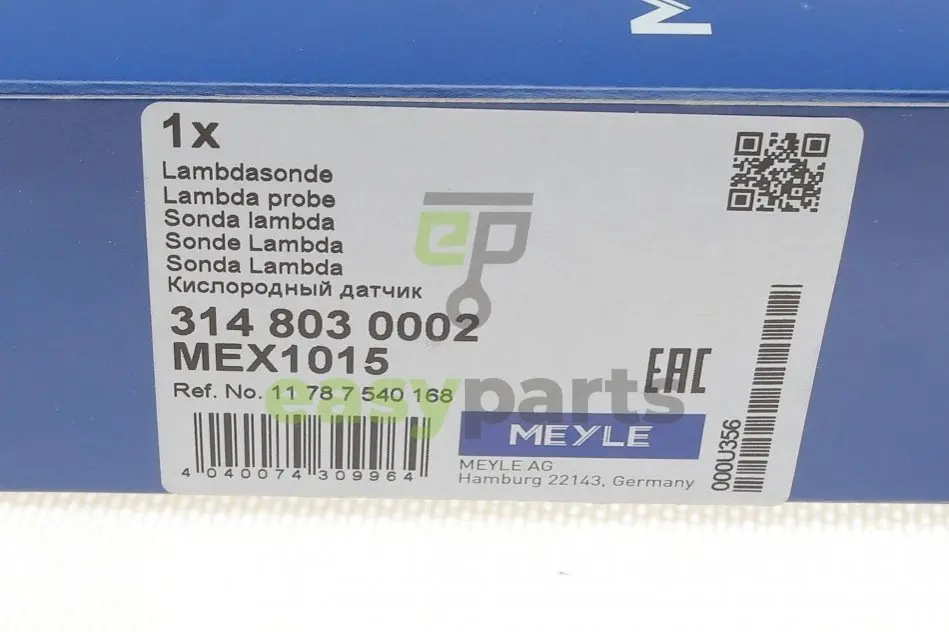 M
1x
Lambdasonde
Lambda probe
Sonda lambda
Sonde Lambda
Sonda Lambda
Кислородный датчик
314 803 0002
MEX1015
Ref. No. 11 78 7 540 168
4 040074 309964
EAC
MEYLE
MEYLE AG
Hamburg 22143, Germany
000U356
ep
easyparts